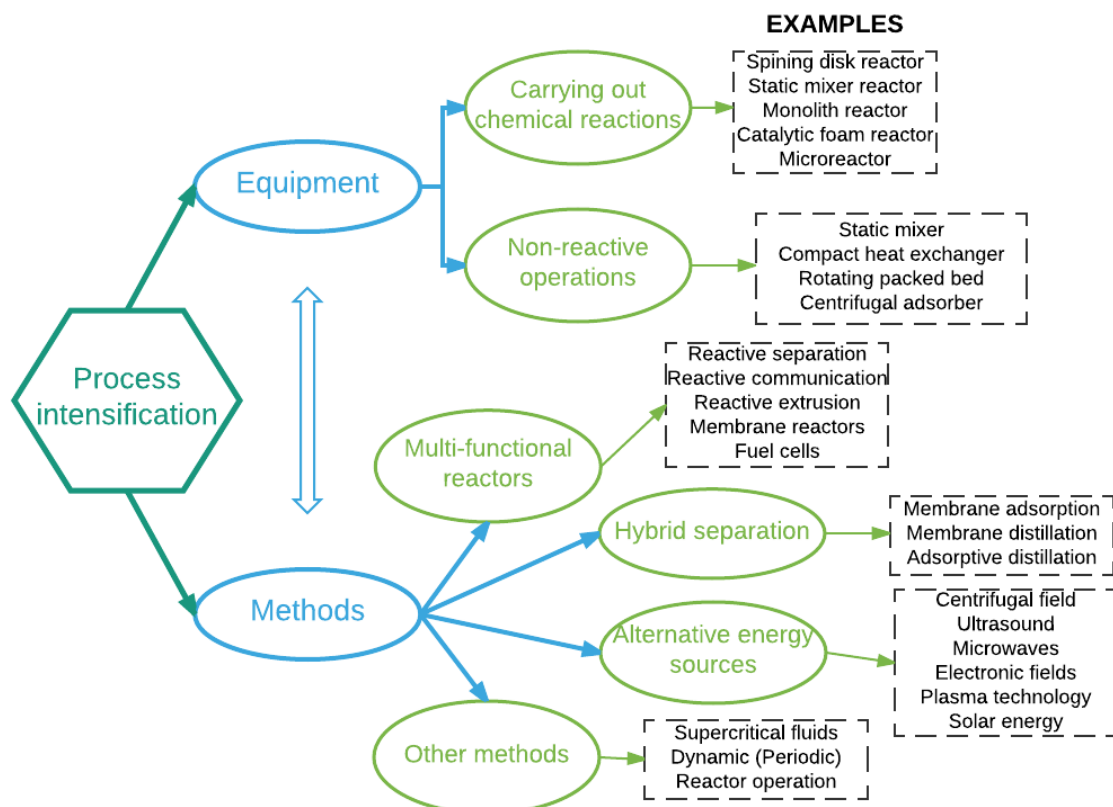 EXAMPLES
Carrying out
chemical reactions
Spining disk reactor
Static mixer reactor
Monolith reactor
Catalytic foam reactor
Microreactor
Equipment
Non-reactive
operations
Static mixer
Compact heat exchanger
Rotating packed bed
Centrifugal adsorber
Process
intensification
Multi-functional
reactors
Reactive separation
Reactive communication
Reactive extrusion
Membrane reactors
Fuel cells
Hybrid separation
Membrane adsorption
Membrane distillation
Adsorptive distillation
Methods
Alternative energy
sources
Centrifugal field
Ultrasound
Microwaves
Electronic fields
Plasma technology
Solar energy
Other methods
Supercritical fluids
Dynamic (Periodic)
Reactor operation